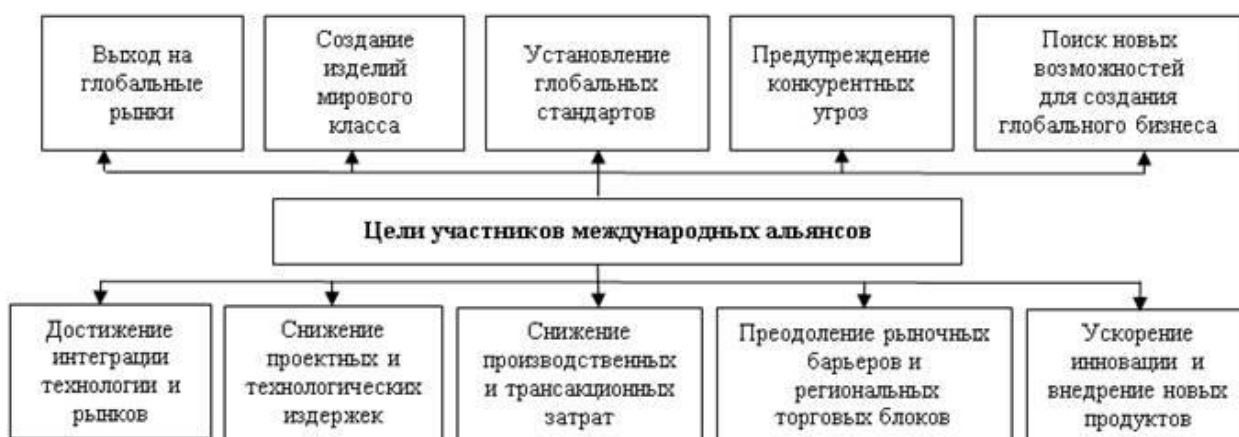 Выход на
глобальные
рынки
Создание
изделий
мирового
класса
Установление
глобальных
стандартов
Предупреждение
конкурентных
угроз
Поиск новых
возможностей
для создания
глобального бизнеса
Цели участников международных альянсов
Достижение
интеграции
технологии и
рынков
Снижение
проектных и
технологических
издержек
Снижение
производственных
и трансакционных
затрат
Преодоление рыночных
барьеров и
региональных
торговых блоков
Ускорение
инновации и
внедрение новых
продуктов